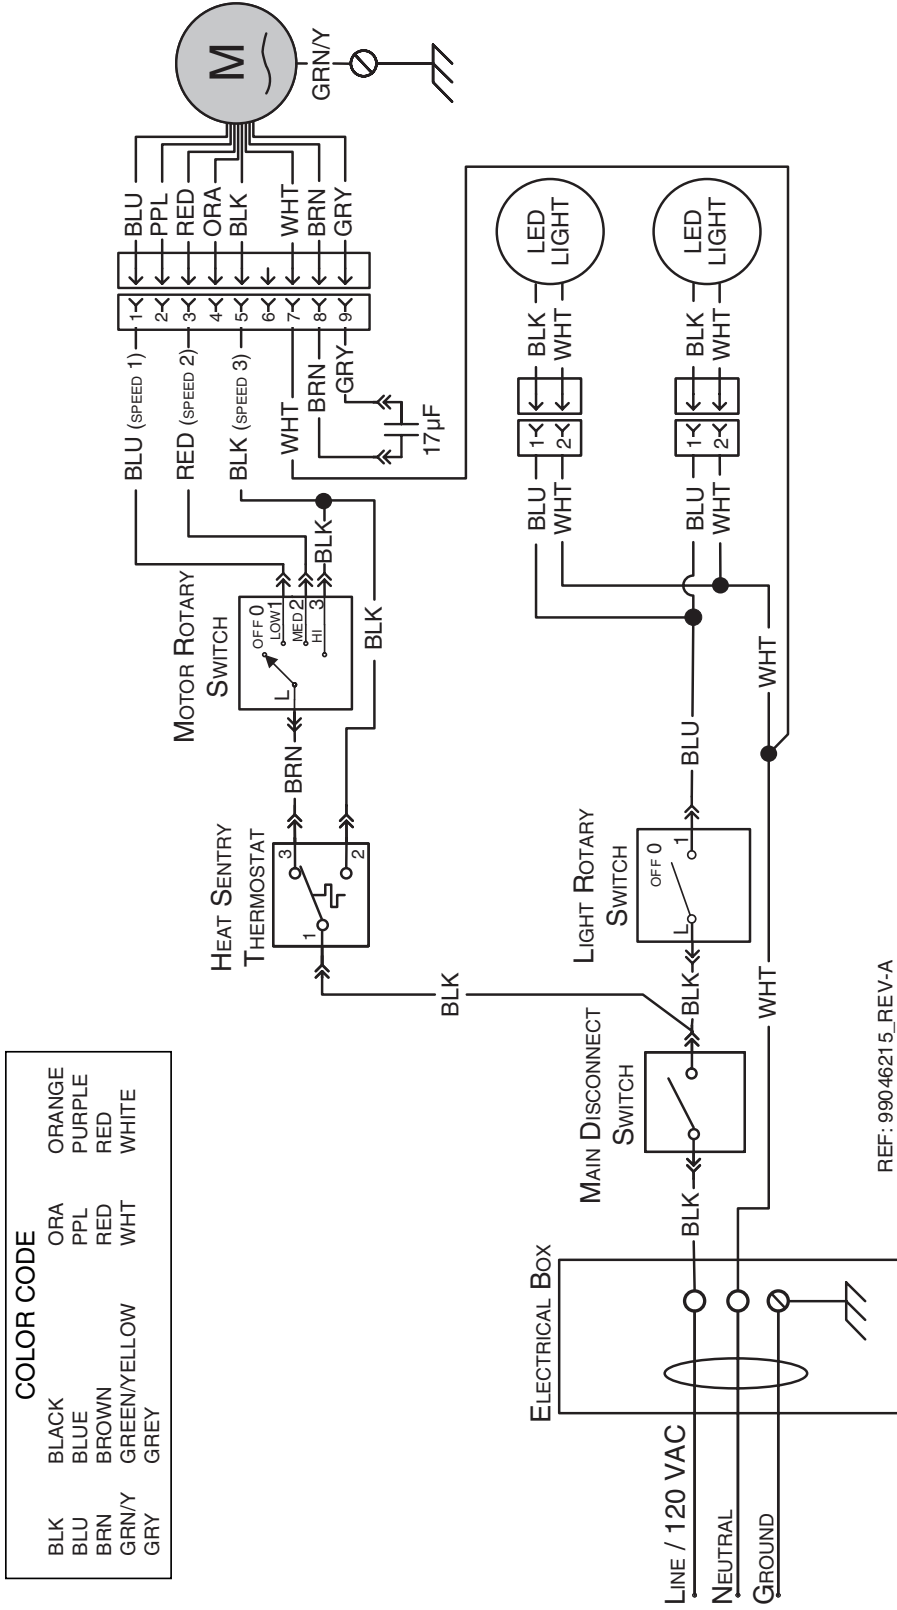 COLOR CODE
BLK BLACK ORA ORANGE
BLU BLUE PPL PURPLE
BRN BROWN RED RED
GRN/Y GREEN/YELLOW WHT WHITE
GRY GREY
HEAT SENTRY
THERMOSTAT
1
3
2
BRN
BLK
BLK
MOTOR ROTARY
SWITCH
L
OFF 0
LOW 1
MED 2
HI 3
BLK
BLU (SPEED 1)
RED (SPEED 2)
BLK (SPEED 3)
WHT
BRN
GRY
17µF
1
2
3
4
5
6
7
8
9
BLU
PPL
RED
ORA
BLK
WHT
BRN
GRY
M
GRN/Y
ELECTRICAL BOX
LINE / 120 VAC
NEUTRAL
GROUND
BLK
MAIN DISCONNECT
SWITCH
BLK
LIGHT ROTARY
SWITCH
L
OFF 0
1
BLU
WHT
WHT
BLU
WHT
1
2
BLK
WHT
LED
LIGHT
BLU
WHT
1
2
BLK
WHT
LED
LIGHT
REF: 99046215_REV-A